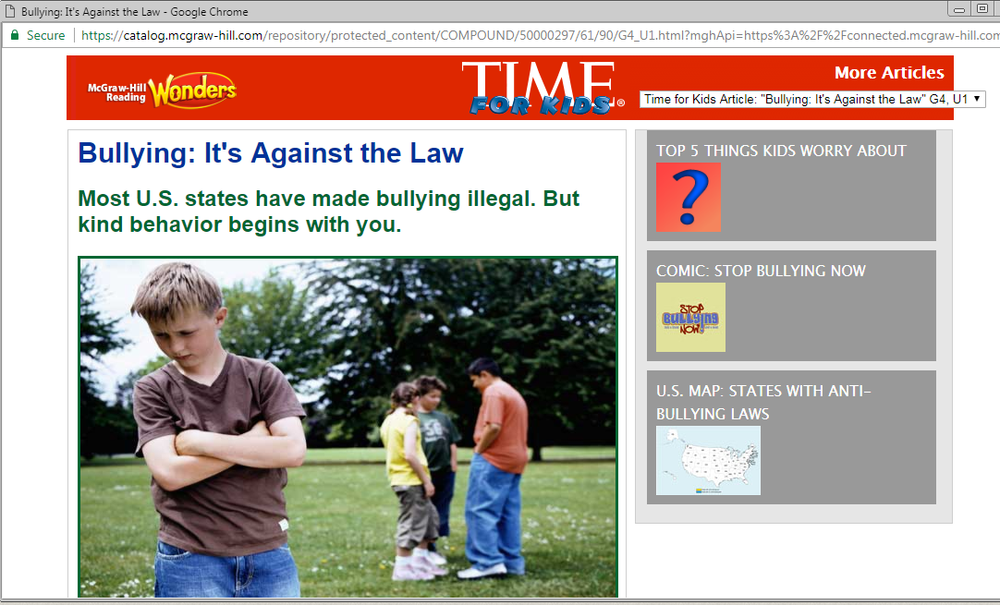 Bullying: It's Against the Law - Google Chrome
Secure https://catalog.mcgraw-hill.com/repository/protected_content/COMPOUND/50000297/61/90/G4_U1.html?mghApi=https%3A%2F%2Fconnected.mcgraw-hill.com
McGraw-Hill
Reading
Wonders
TIME
FOR KIDS®
More Articles
Time for Kids Article: "Bullying: It's Against the Law" G4, U1
Bullying: It's Against the Law
Most U.S. states have made bullying illegal. But
kind behavior begins with you.
TOP 5 THINGS KIDS WORRY ABOUT
?
COMIC: STOP BULLYING NOW
STOP
BULLYING
NOW!
U.S. MAP: STATES WITH ANTI-
BULLYING LAWS